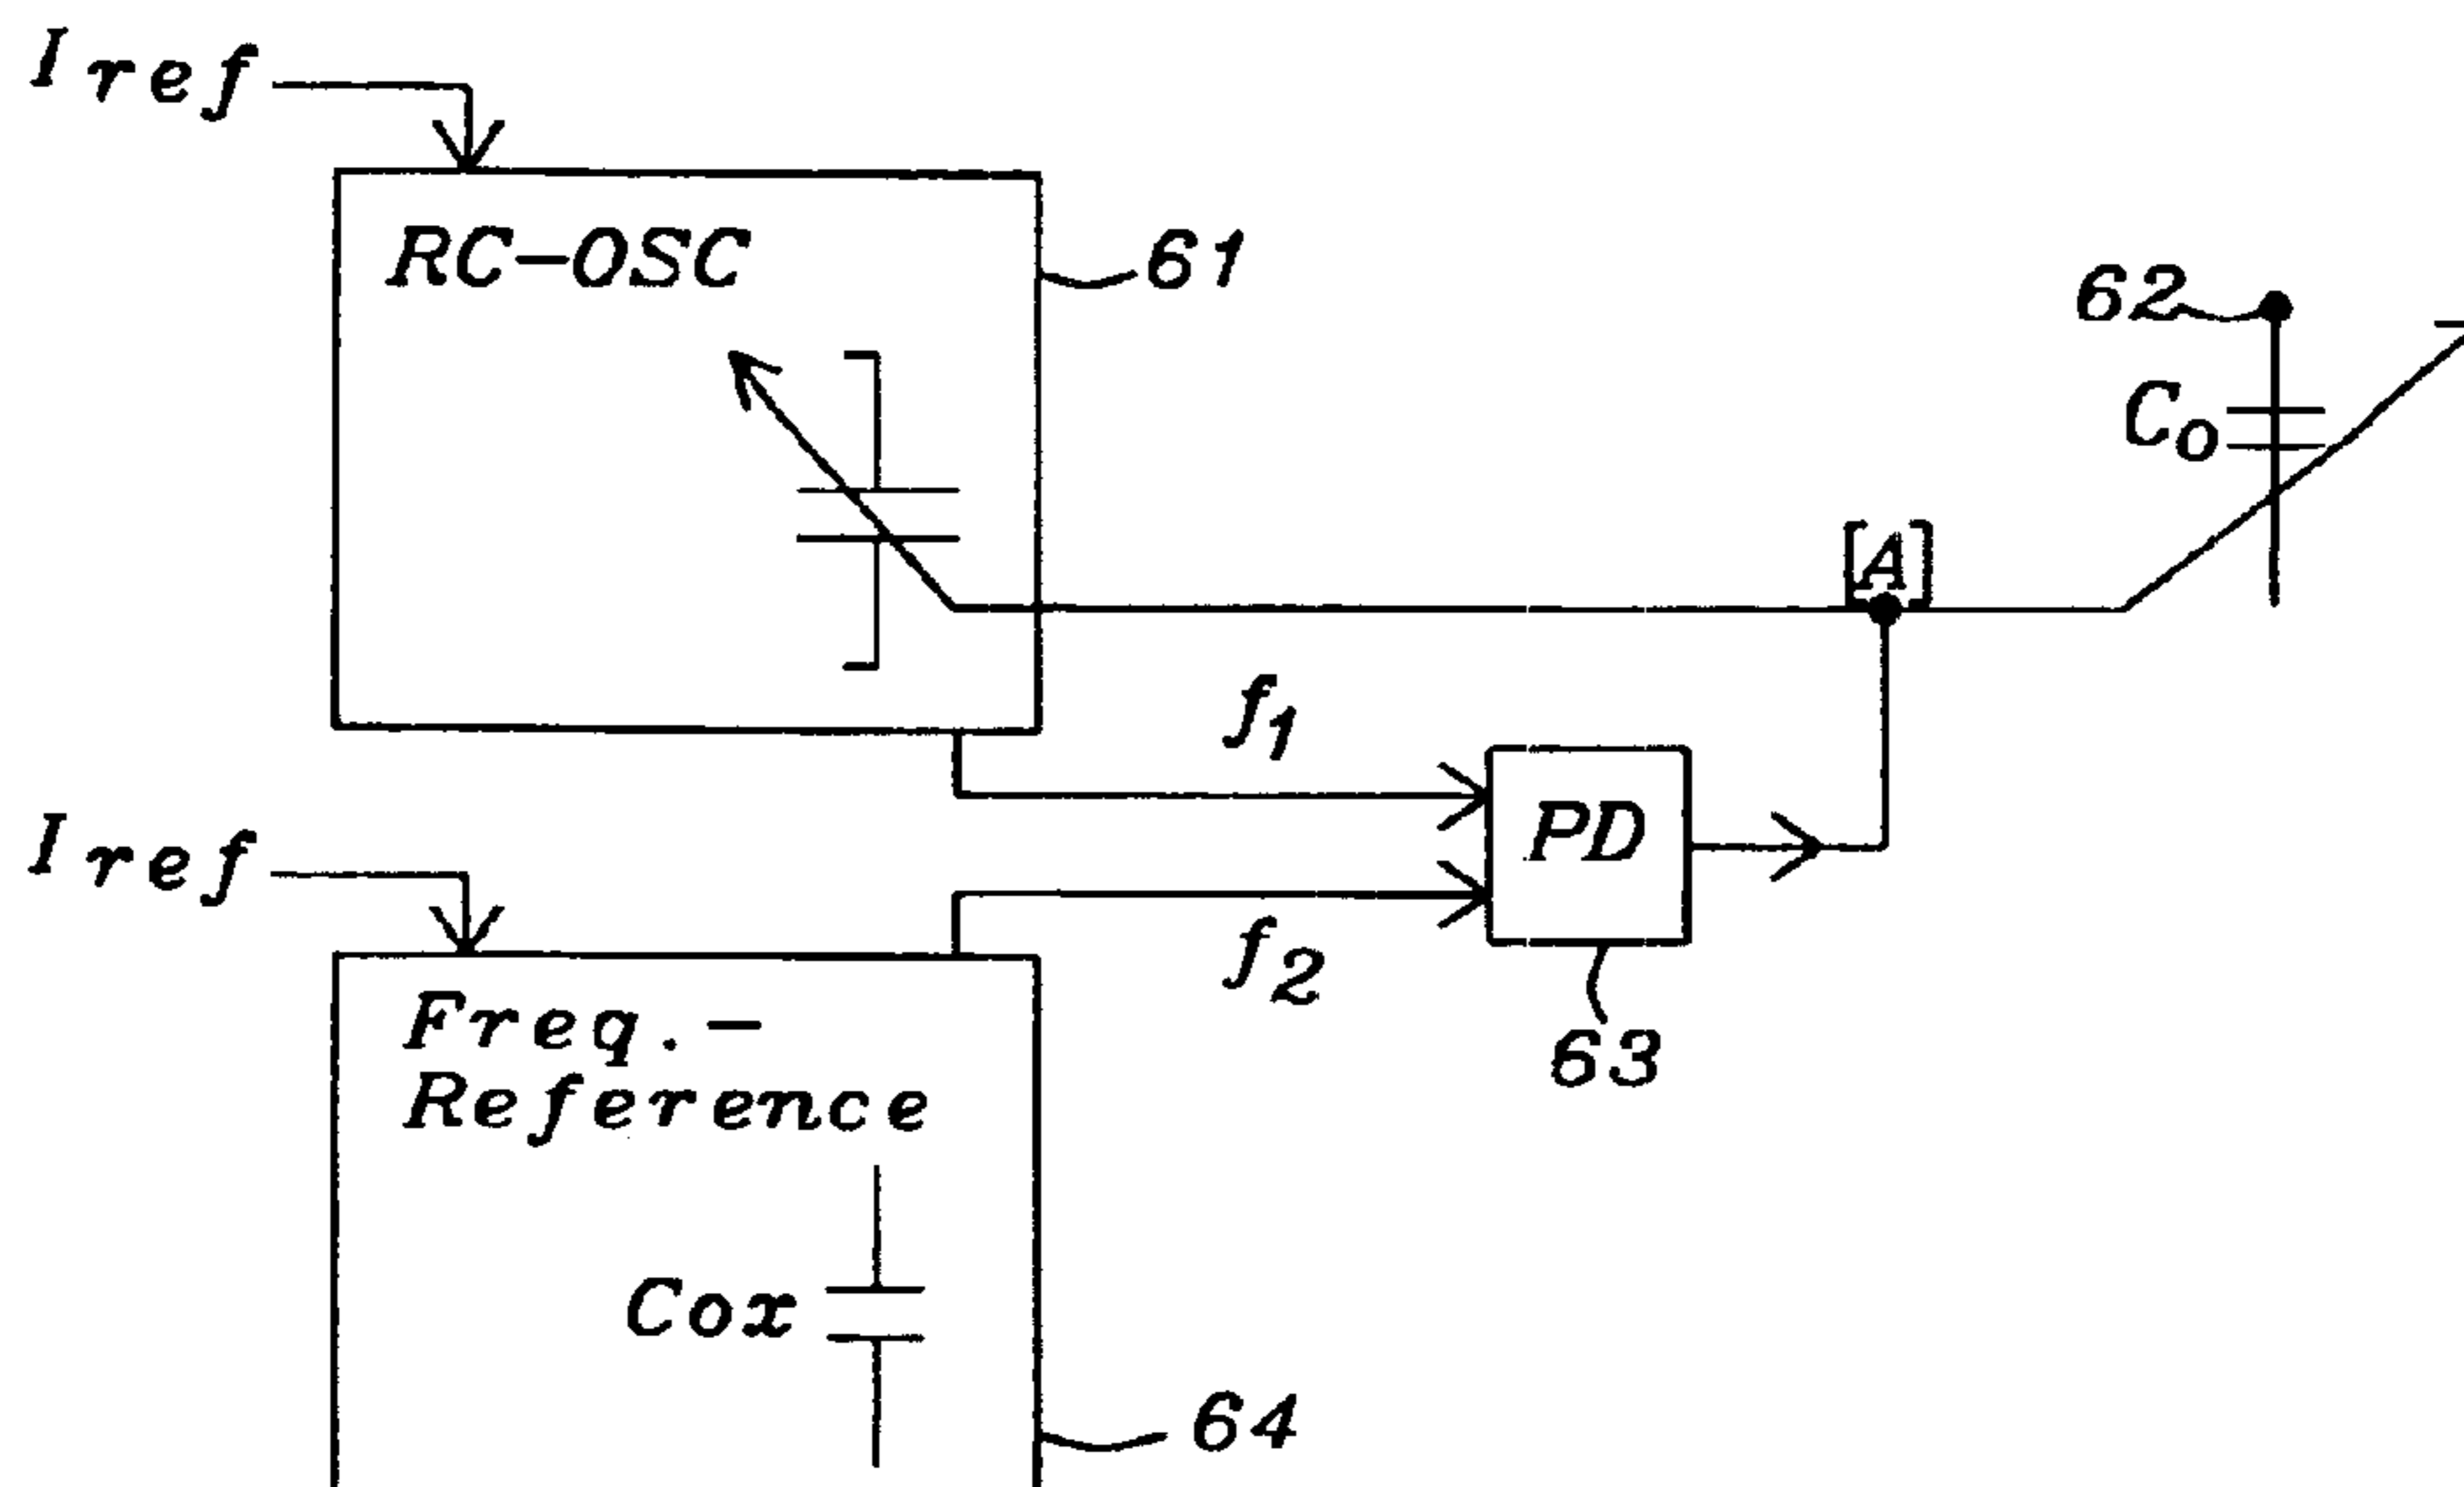 Iref
RC-OSC
61
62
Co
[A]
f1
PD
Iref
f2
63
Freq.-
Reference
Cox
64